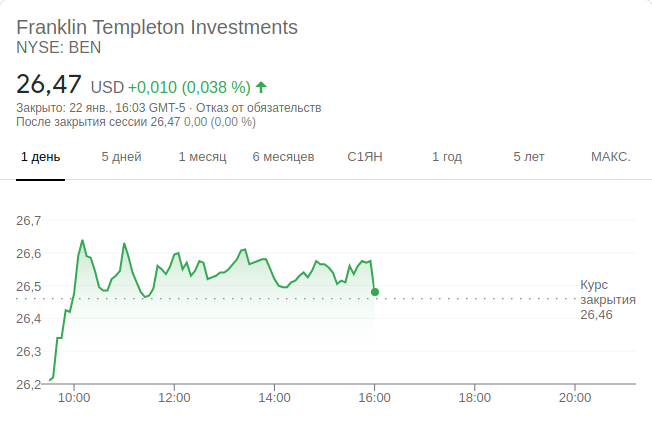 Franklin Templeton Investments
NYSE: BEN
26,47 USD +0,010 (0,038 %)
Закрыто: 22 янв., 16:03 GMT-5 · Отказ от обязательств
После закрытия сессии 26,47 0,00 (0,00 %)
1 день 5 дней 1 месяц 6 месяцев С1ЯН 1 год 5 лет МАКС.
26,7
26,6
26,5
26,4
26,3
26,2
Курс
закрытия
26,46
10:00 12:00 14:00 16:00 18:00 20:00